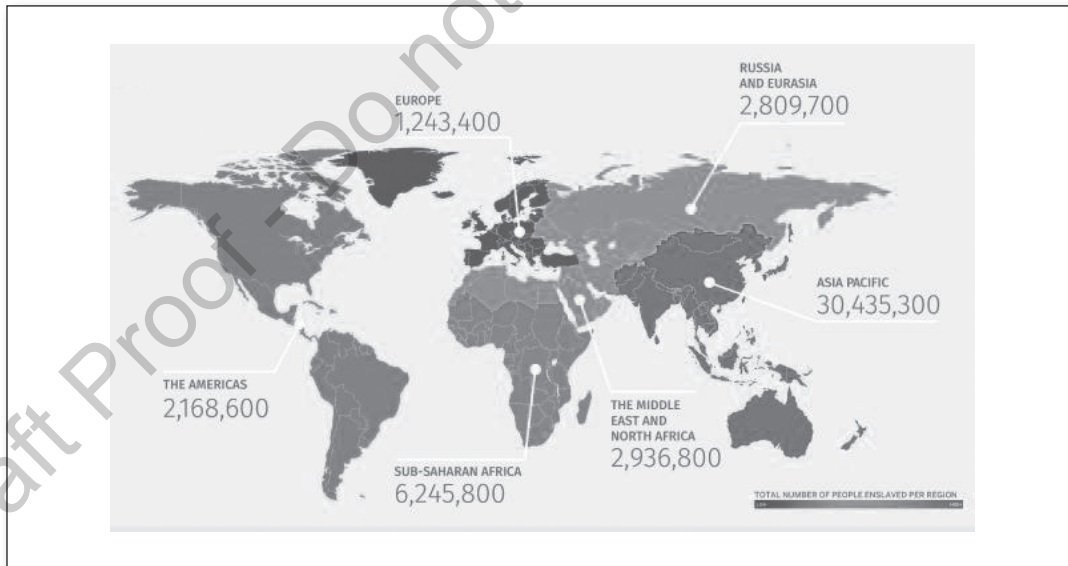 Draft Proof - Do not
EUROPE
1,243,400
RUSSIA
AND EURASIA
2,809,700
ASIA PACIFIC
30,435,300
THE AMERICAS
2,168,600
THE MIDDLE
EAST AND
NORTH AFRICA
2,936,800
SUB-SAHARAN AFRICA
6,245,800
TOTAL NUMBER OF PEOPLE ENSLAVED PER REGION
LOW
HIGH